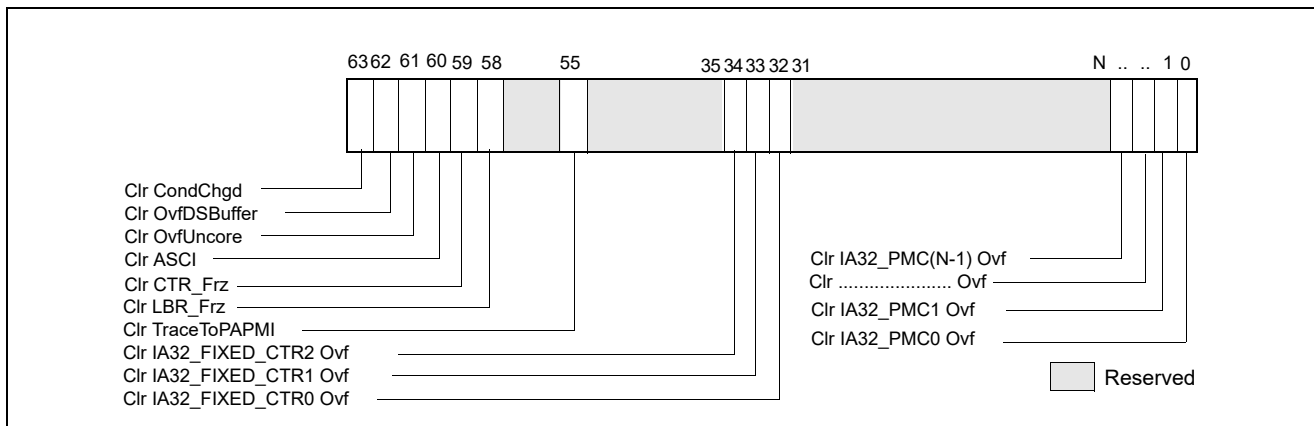 6362 61 60 59 58 55 35 34 33 32 31 N .. .. 1 0
Clr CondChgd
Clr OvfDSBuffer
Clr OvfUncore
Clr ASCI
Clr CTR_Frz
Clr LBR_Frz
Clr TraceToPAPMI
Clr IA32_FIXED_CTR2 Ovf
Clr IA32_FIXED_CTR1 Ovf
Clr IA32_FIXED_CTR0 Ovf
Clr IA32_PMC(N-1) Ovf
Clr ...................... Ovf
Clr IA32_PMC1 Ovf
Clr IA32_PMC0 Ovf
Reserved